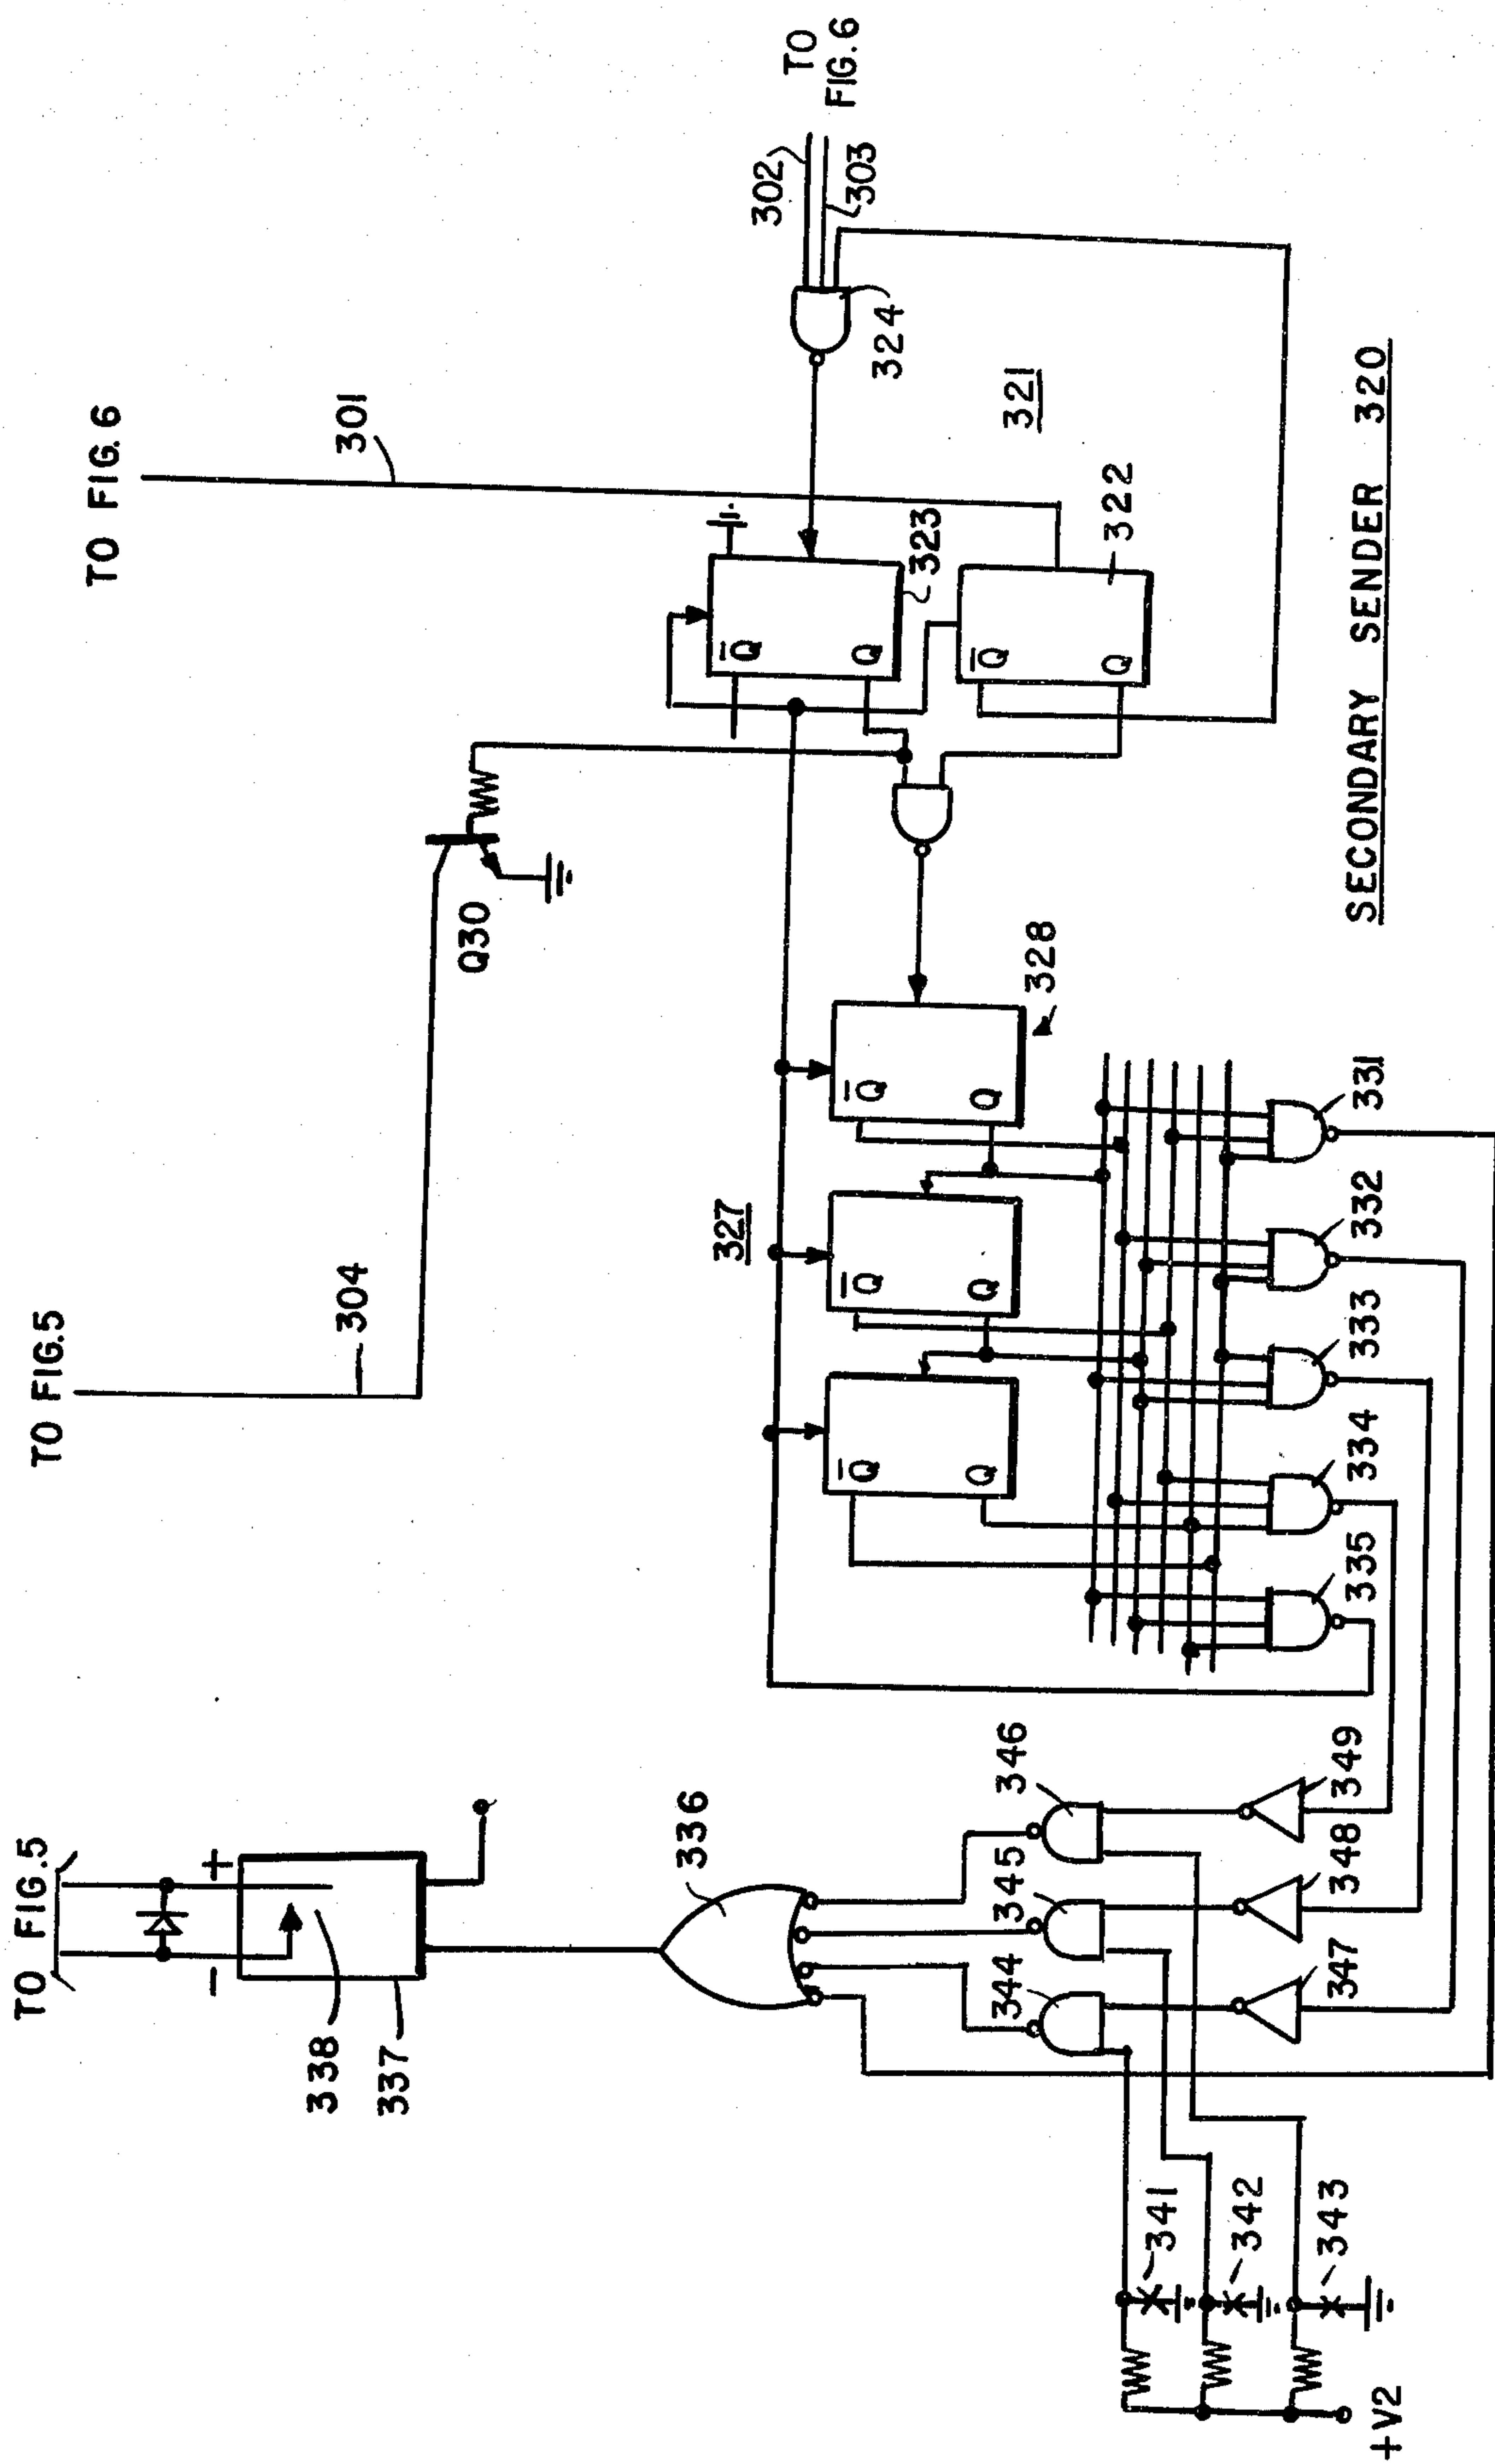 TO FIG.5
TO FIG.5
TO FIG. 6
304
301
+
−
338
337
Q30
TO
FIG. 6
302
303
336
327
Q̅
Q
323
324
Q̅
Q
Q̅
Q
Q̅
Q
328
Q̅
Q
322
321
344
345
346
341
342
343
+V2
347
348
349
335
334
333
332
331
SECONDARY SENDER 320